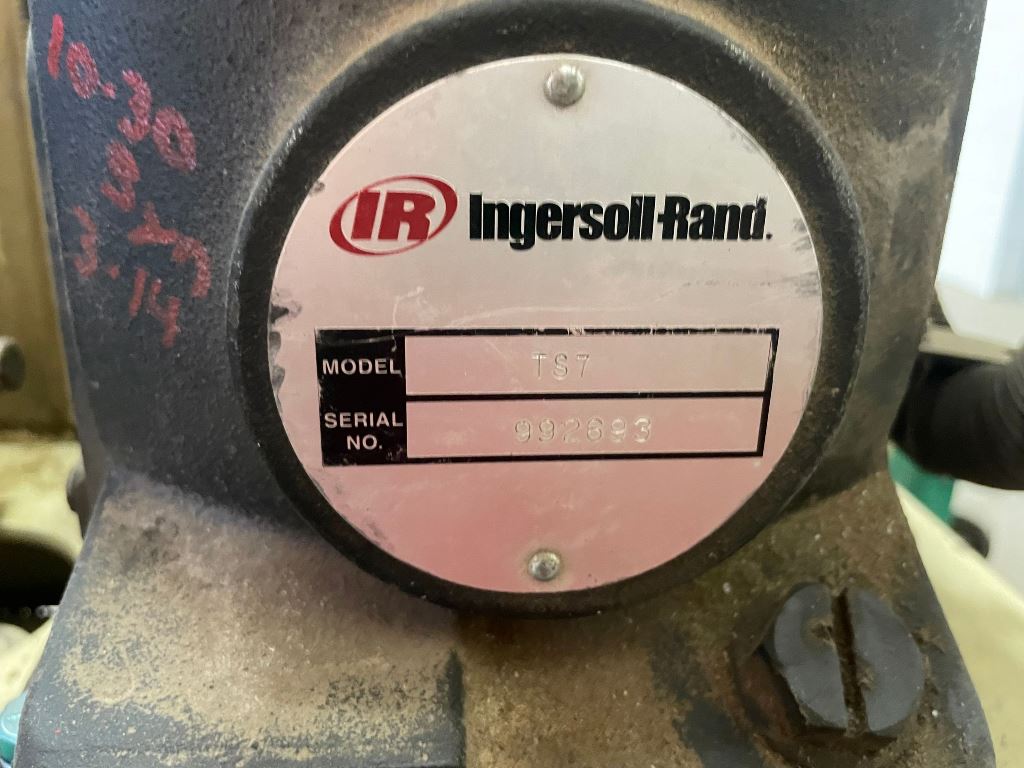 10.30
3.14
IR Ingersoll-Rand.
MODEL TS7
SERIAL NO. 992693